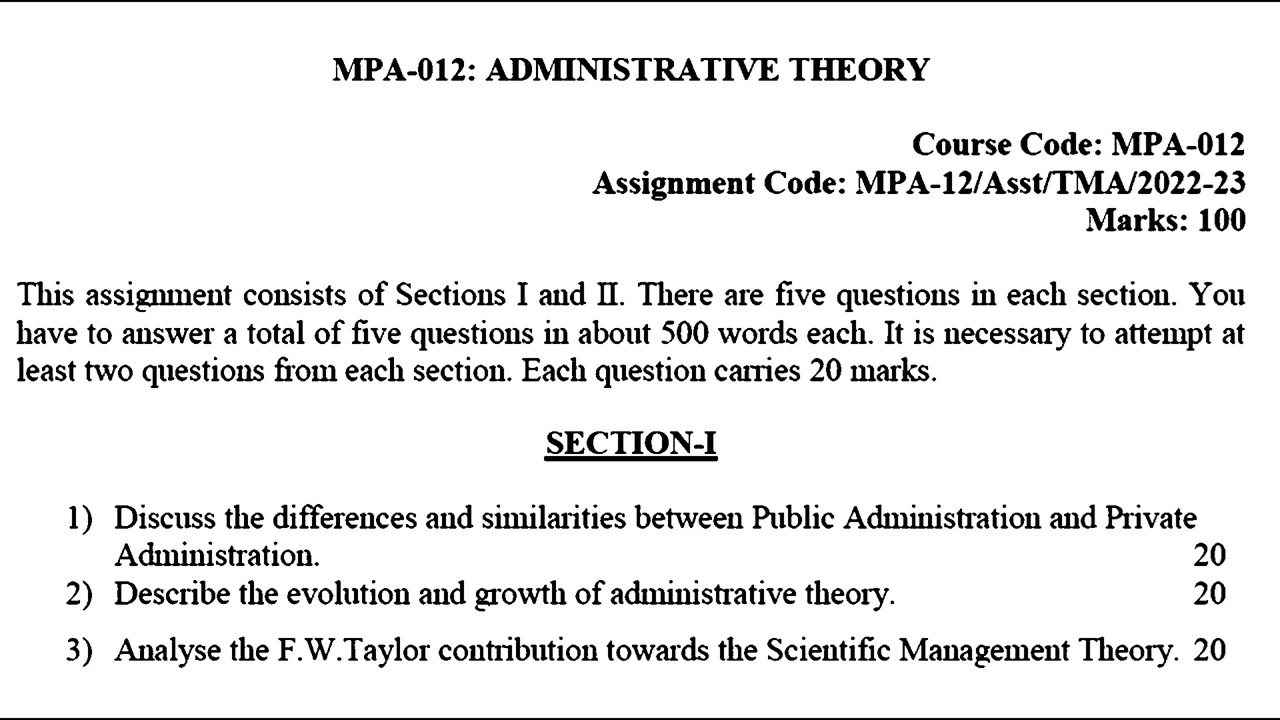 MPA-012: ADMINISTRATIVE THEORY
Course Code: MPA-012
Assignment Code: MPA-12/Asst/TMA/2022-23
Marks: 100
This assignment consists of Sections I and II. There are five questions in each section. You
have to answer a total of five questions in about 500 words each. It is necessary to attempt at
least two questions from each section. Each question carries 20 marks.
SECTION-I
1) Discuss the differences and similarities between Public Administration and Private
Administration. 20
2) Describe the evolution and growth of administrative theory. 20
3) Analyse the F.W.Taylor contribution towards the Scientific Management Theory. 20